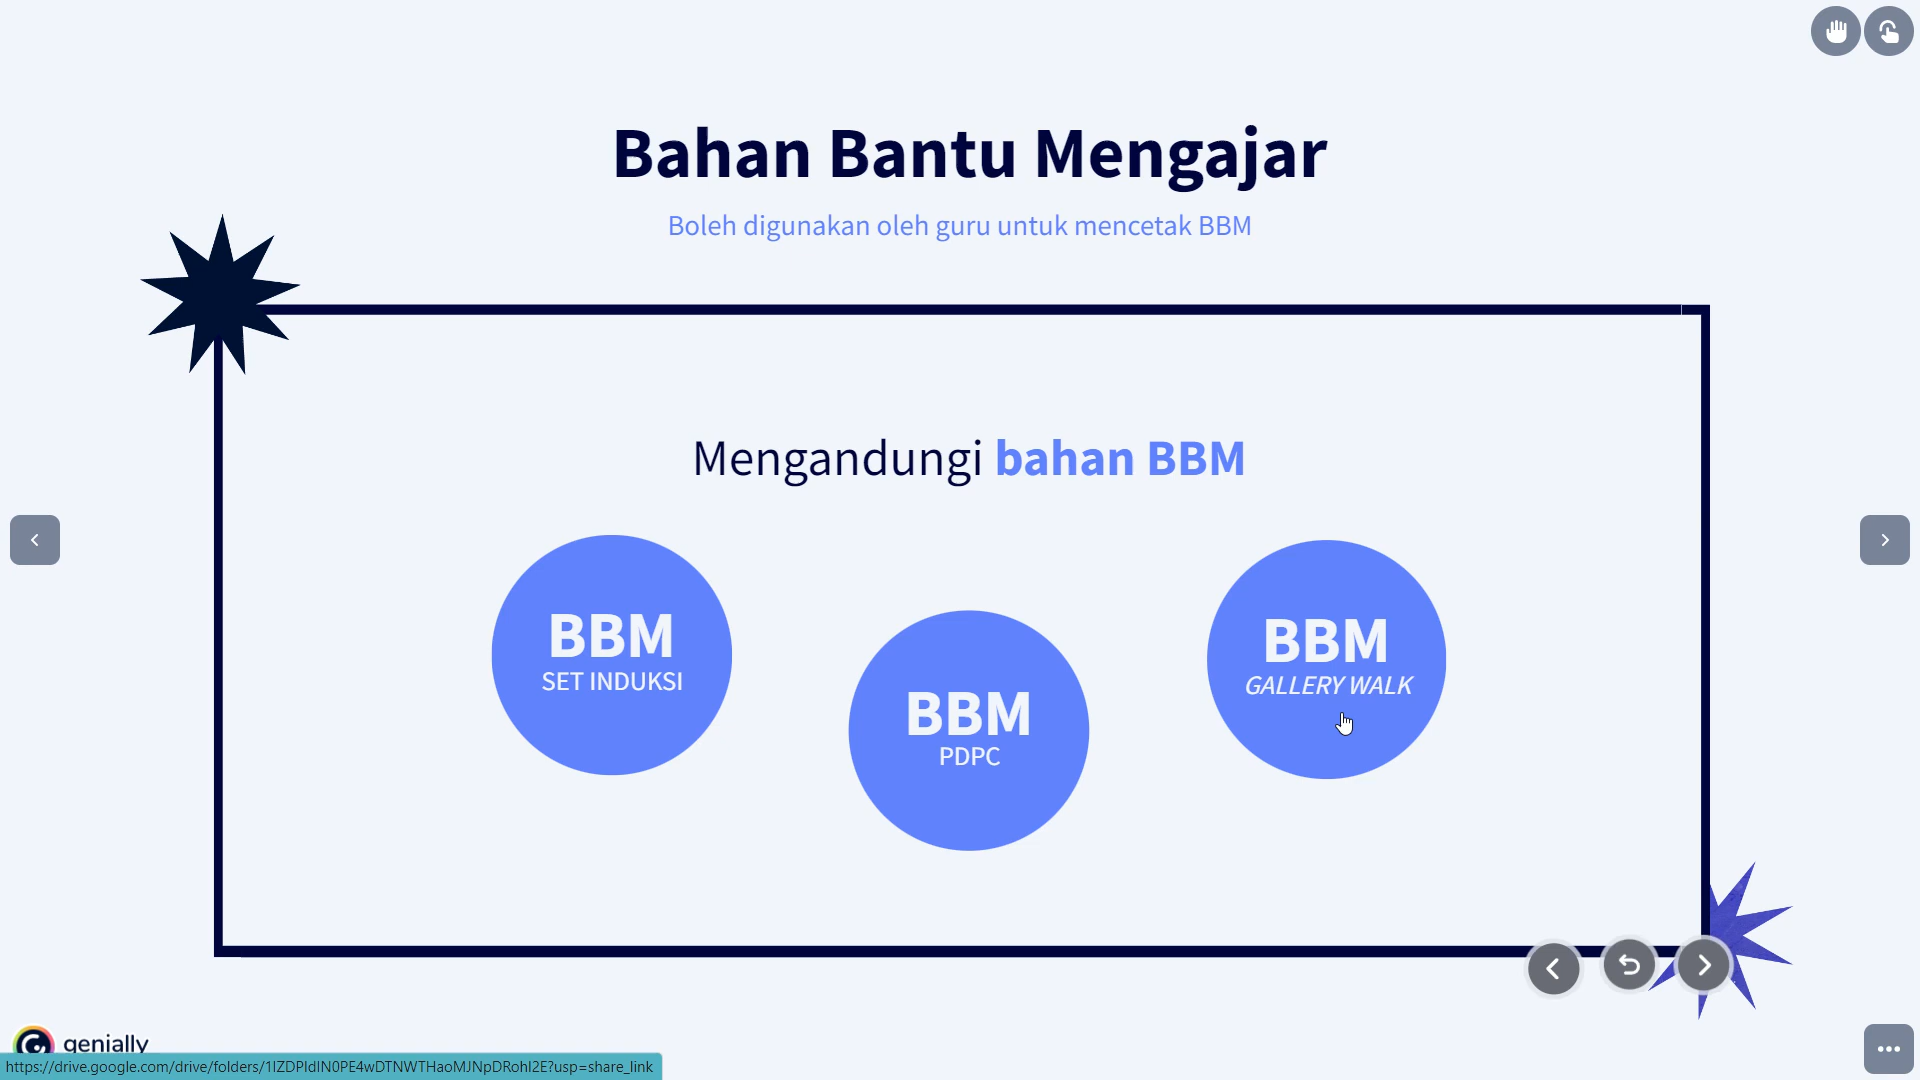 Bahan Bantu Mengajar
Boleh digunakan oleh guru untuk mencetak BBM
Mengandungi bahan BBM
BBM
SET INDUKSI
BBM
PDPC
BBM
GALLERY WALK
genially
https://drive.google.com/drive/folders/1IZDPIdIN0PE4wDTNWTHaoMJNpDRohI2E?usp=share_link